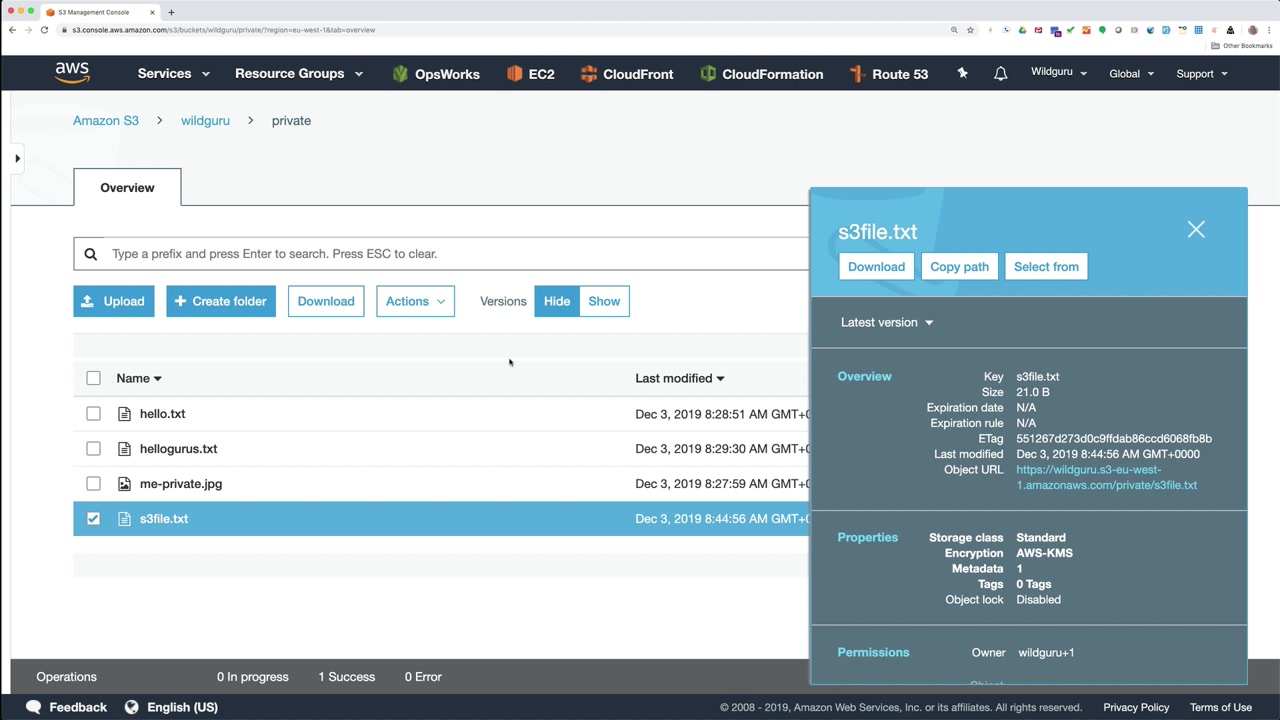 S3 Management Console
s3.console.aws.amazon.com/s3/buckets/wildguru/private/?region=eu-west-1&tab=overview
Other Bookmarks
aws
Services
Resource Groups
OpsWorks
EC2
CloudFront
CloudFormation
Route 53
Wildguru
Global
Support
Amazon S3 > wildguru > private
Overview
Type a prefix and press Enter to search. Press ESC to clear.
Upload
+ Create folder
Download
Actions
Versions
Hide
Show
Name
Last modified
hello.txt
Dec 3, 2019 8:28:51 AM GMT+0
hellogurus.txt
Dec 3, 2019 8:29:30 AM GMT+0
me-private.jpg
Dec 3, 2019 8:27:59 AM GMT+0
s3file.txt
Dec 3, 2019 8:44:56 AM GMT+0
s3file.txt
Download
Copy path
Select from
Latest version
Overview
Key s3file.txt
Size 21.0 B
Expiration date N/A
Expiration rule N/A
ETag 551267d273d0c9ffdab86ccd6068fb8b
Last modified Dec 3, 2019 8:44:56 AM GMT+0000
Object URL https://wildguru.s3-eu-west-
1.amazonaws.com/private/s3file.txt
Properties
Storage class Standard
Encryption AWS-KMS
Metadata 1
Tags 0 Tags
Object lock Disabled
Permissions
Owner wildguru+1
Object
Operations
0 In progress
1 Success
0 Error
Feedback
English (US)
© 2008 - 2019, Amazon Web Services, Inc. or its affiliates. All rights reserved.
Privacy Policy
Terms of Use